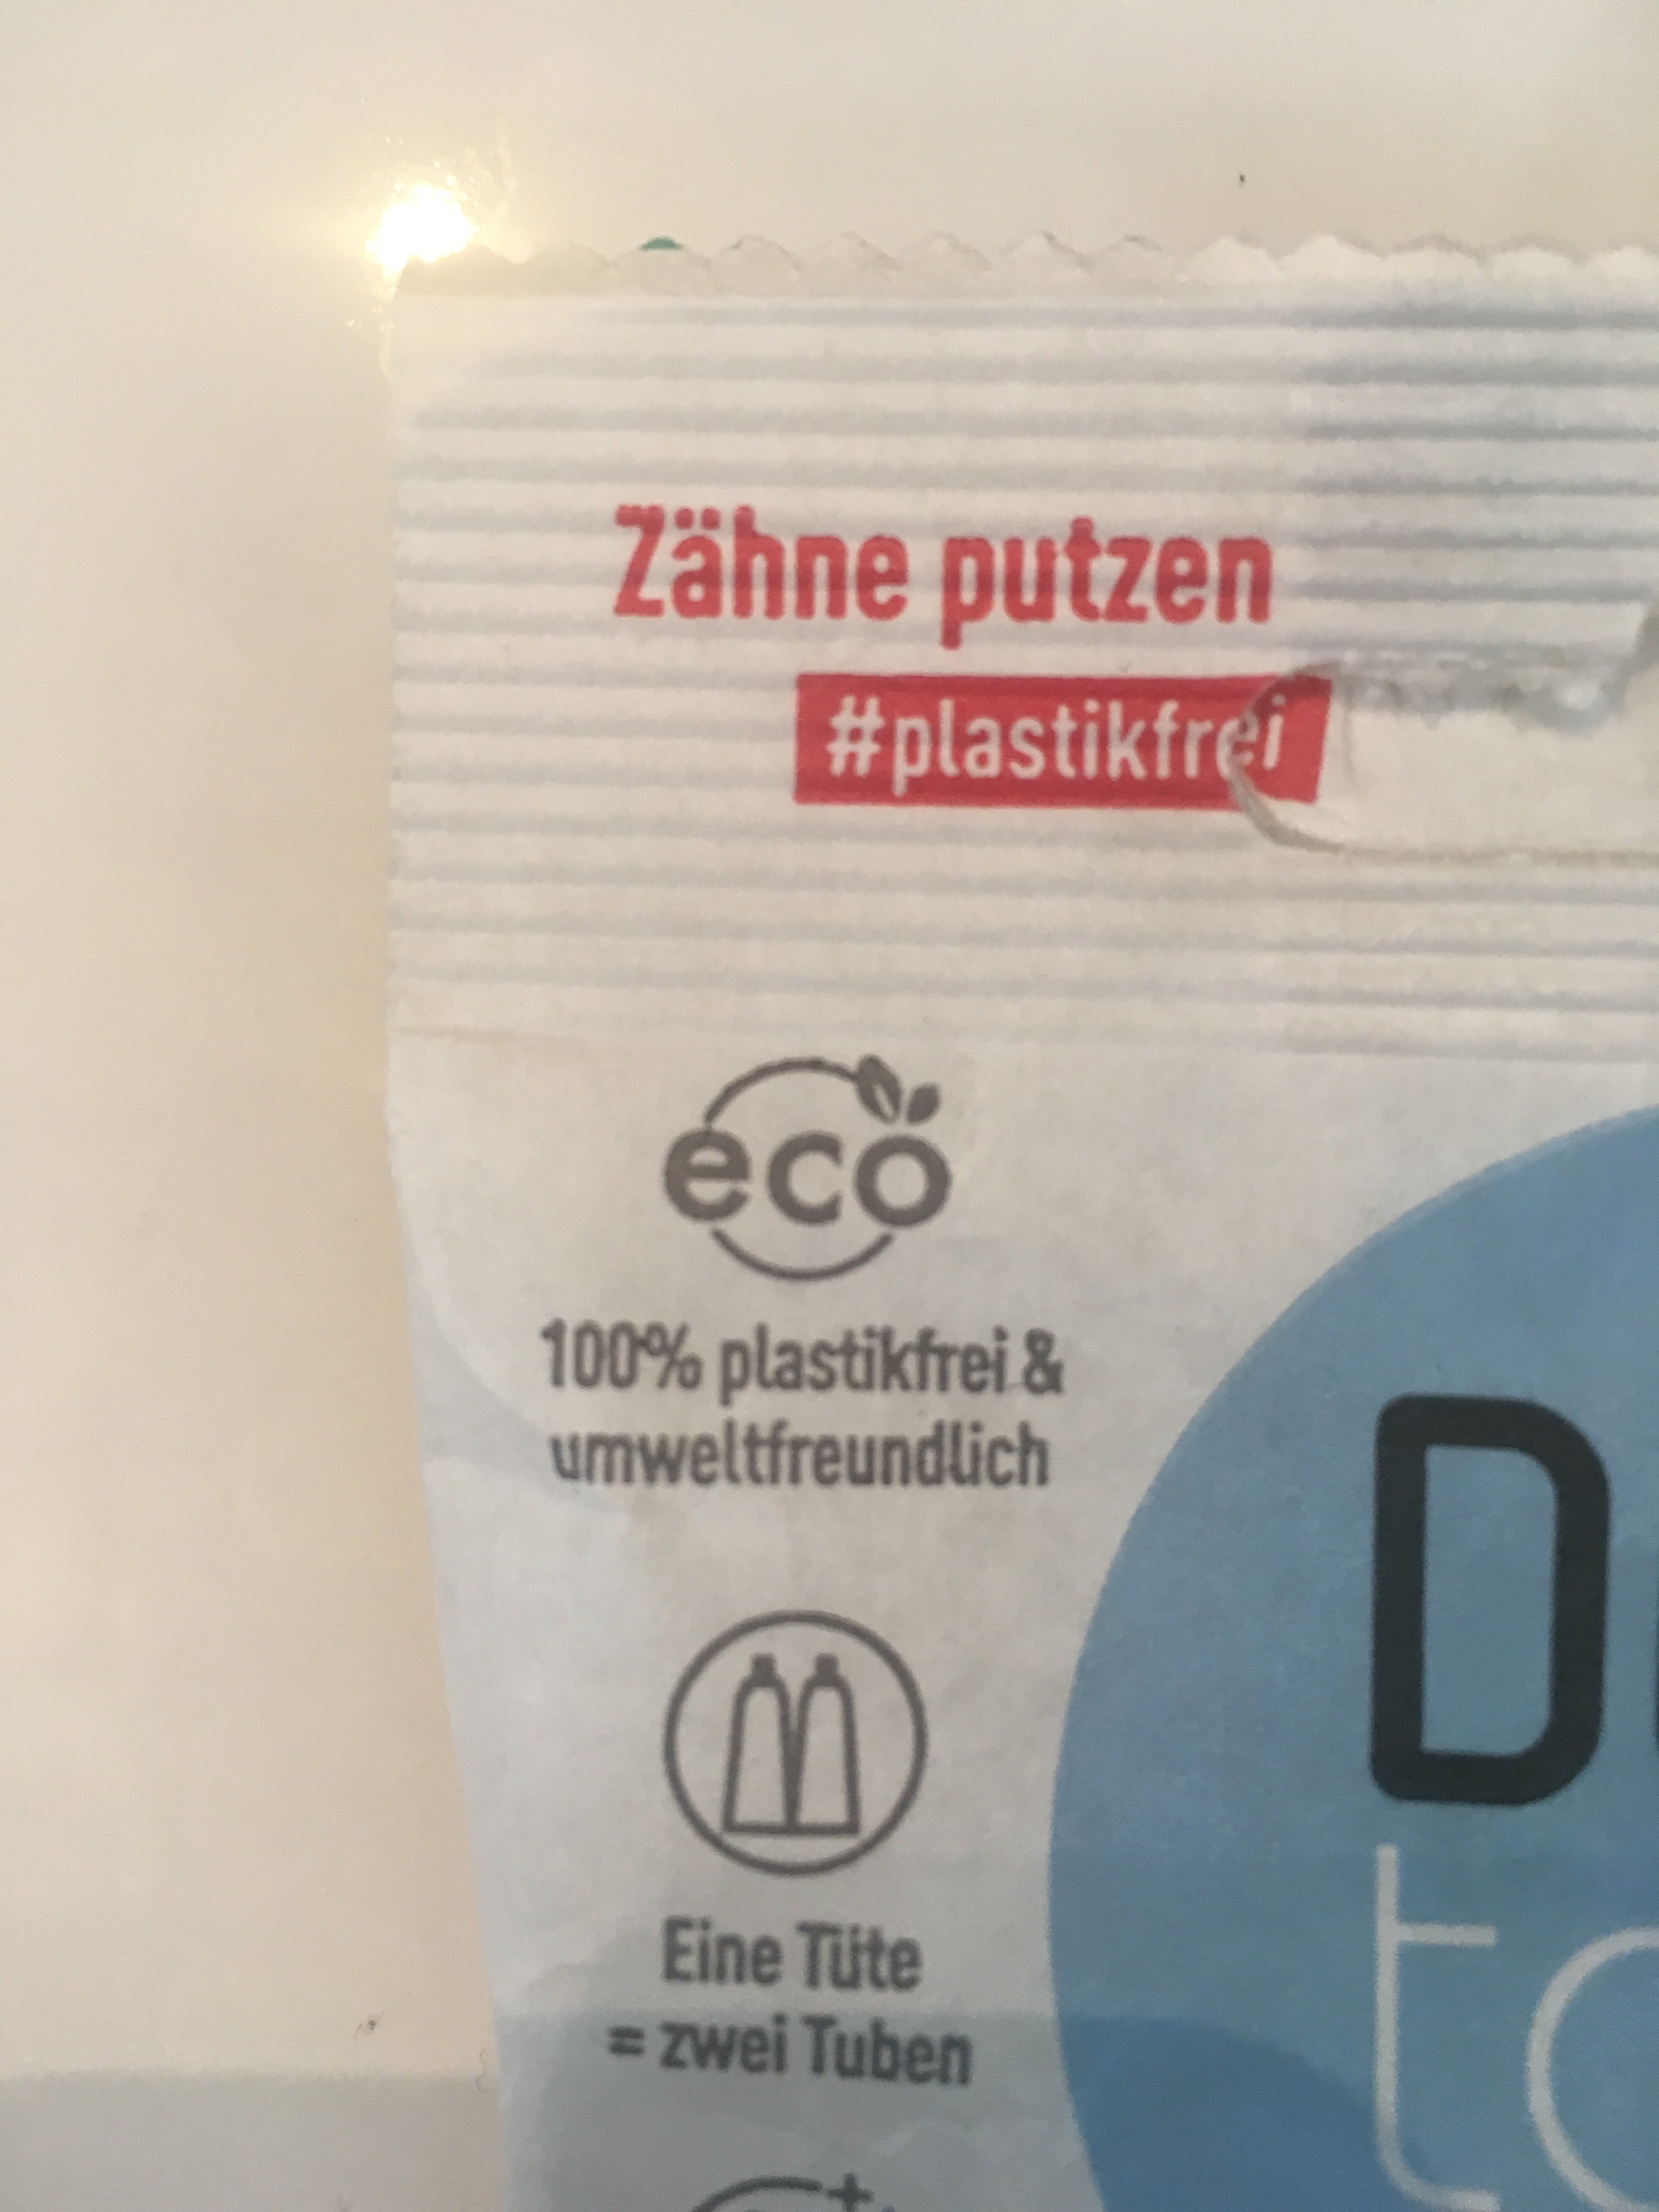 Zähne putzen
#plastikfrei
eco
100% plastikfrei &
umweltfreundlich
Eine Tüte
= zwei Tuben
D